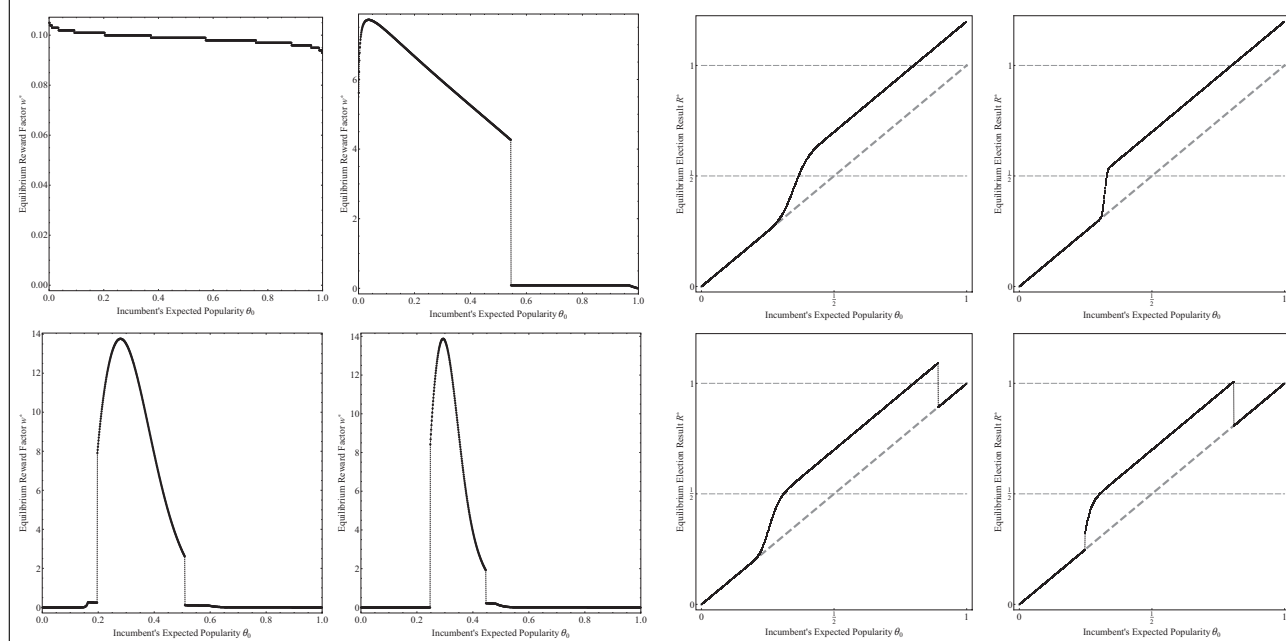 Equilibrium Reward Factor w*
0.10
0.08
0.06
0.04
0.02
0.00
0.0 0.2 0.4 0.6 0.8 1.0
Incumbent's Expected Popularity θ0
Equilibrium Reward Factor w*
6
4
2
0
0.0 0.2 0.4 0.6 0.8 1.0
Incumbent's Expected Popularity θ0
Equilibrium Election Result R*
1
1/2
0
0 1/2 1
Incumbent's Expected Popularity θ0
Equilibrium Election Result R*
1
1/2
0
0 1/2 1
Incumbent's Expected Popularity θ0
Equilibrium Reward Factor w*
14
12
10
8
6
4
2
0
0.0 0.2 0.4 0.6 0.8 1.0
Incumbent's Expected Popularity θ0
Equilibrium Reward Factor w*
14
12
10
8
6
4
2
0
0.0 0.2 0.4 0.6 0.8 1.0
Incumbent's Expected Popularity θ0
Equilibrium Election Result R*
1
1/2
0
0 1/2 1
Incumbent's Expected Popularity θ0
Equilibrium Election Result R*
1
1/2
0
0 1/2 1
Incumbent's Expected Popularity θ0